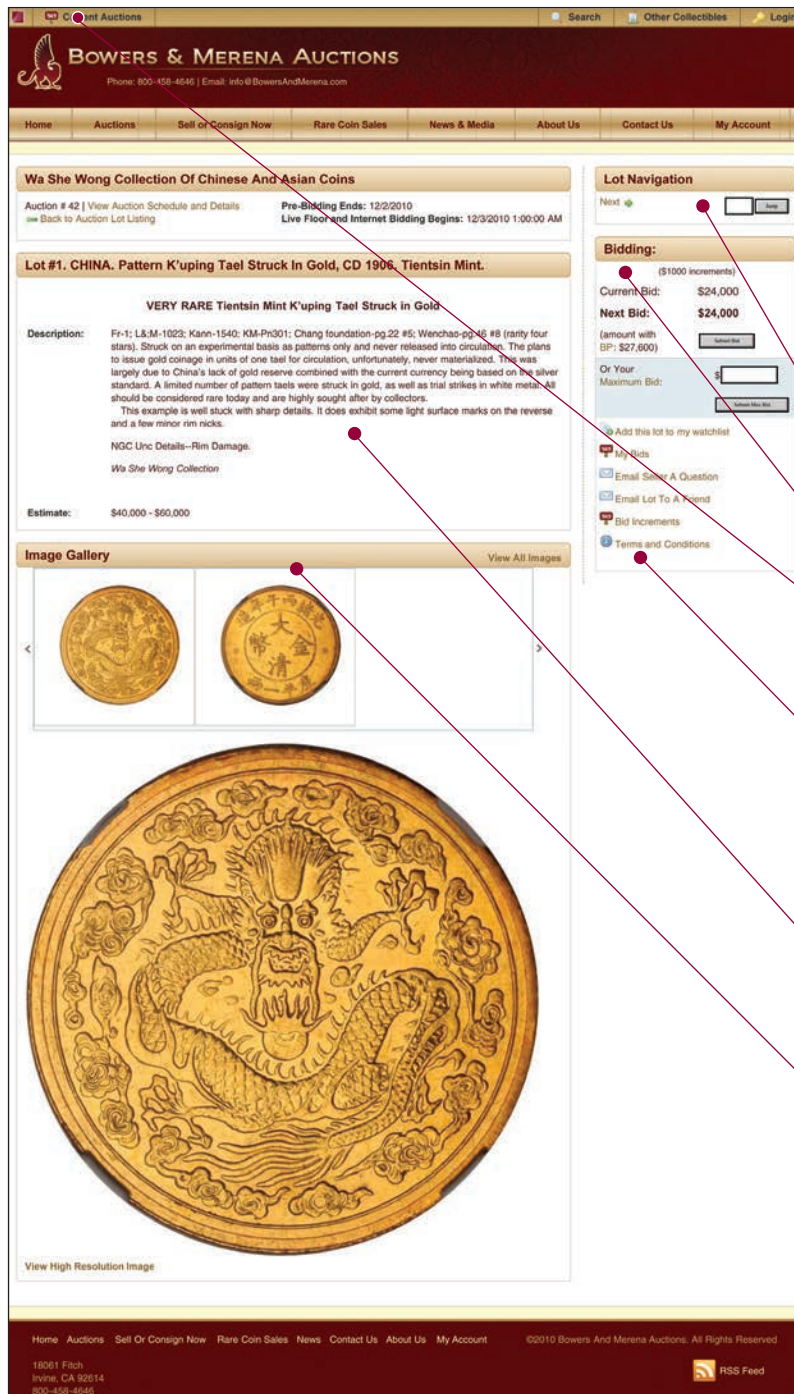 Current Auctions
Search
Other Collectibles
Login
BOWERS & MERENA AUCTIONS
Phone: 800-458-4646 | Email: info@BowersAndMerena.com
Home
Auctions
Sell or Consign Now
Rare Coin Sales
News & Media
About Us
Contact Us
My Account
Wa She Wong Collection Of Chinese And Asian Coins
Auction # 42 | View Auction Schedule and Details
Back to Auction Lot Listing
Pre-Bidding Ends: 12/2/2010
Live Floor and Internet Bidding Begins: 12/3/2010 1:00:00 AM
Lot #1. CHINA. Pattern K'uping Tael Struck In Gold, CD 1906. Tientsin Mint.
VERY RARE Tientsin Mint K'uping Tael Struck in Gold
Description:
Fr-1; L&;M-1023; Kann-1540; KM-Pn301; Chang foundation-pg.22 #5; Wenchao-pg.46 #8 (rarity four
stars). Struck on an experimental basis as patterns only and never released into circulation. The plans
to issue gold coinage in units of one tael for circulation, unfortunately, never materialized. This was
largely due to China's lack of gold reserve combined with the current currency being based on the silver
standard. A limited number of pattern taels were struck in gold, as well as trial strikes in white metal. All
should be considered rare today and are highly sought after by collectors.
This example is well stuck with sharp details. It does exhibit some light surface marks on the reverse
and a few minor rim nicks.
NGC Unc Details--Rim Damage.
Wa She Wong Collection
Estimate:
$40,000 - $60,000
Lot Navigation
Next
Jump
Bidding:
($1000 increments)
Current Bid: $24,000
Next Bid: $24,000
(amount with
BP: $27,600)
Submit Bid
Or Your
Maximum Bid:
$
Submit Max Bid
Add this lot to my watchlist
My Bids
Email Seller A Question
Email Lot To A Friend
Bid Increments
Terms and Conditions
Image Gallery
View All Images
造年午丙緒光
大清金幣
庫平一兩
View High Resolution Image
Home Auctions Sell Or Consign Now Rare Coin Sales News Contact Us About Us My Account
©2010 Bowers And Merena Auctions. All Rights Reserved
18061 Fitch
Irvine, CA 92614
800-458-4646
RSS Feed